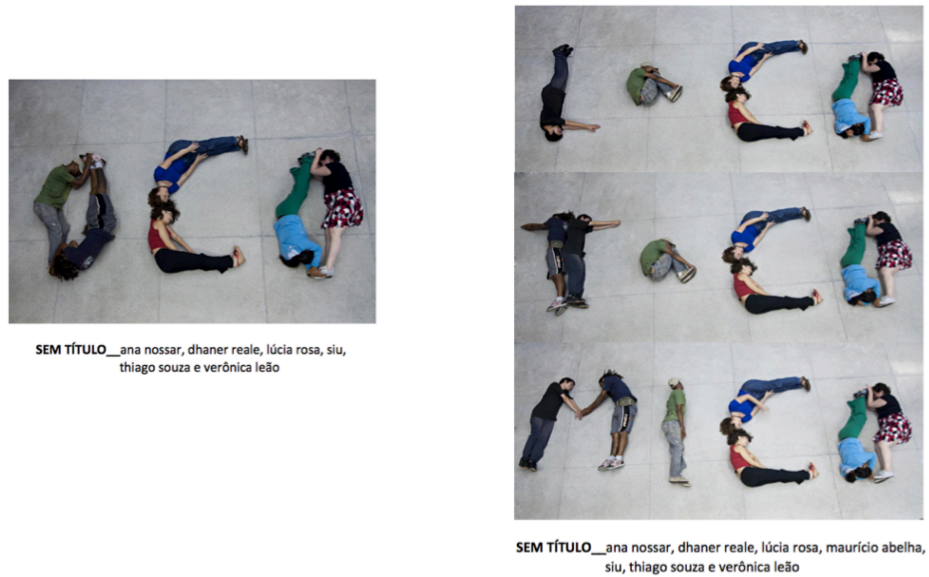 SEM TÍTULO__ana nossar, dhaner reale, lúcia rosa, siu,
thiago souza e verônica leão
SEM TÍTULO__ana nossar, dhaner reale, lúcia rosa, maurício abelha,
siu, thiago souza e verônica leão